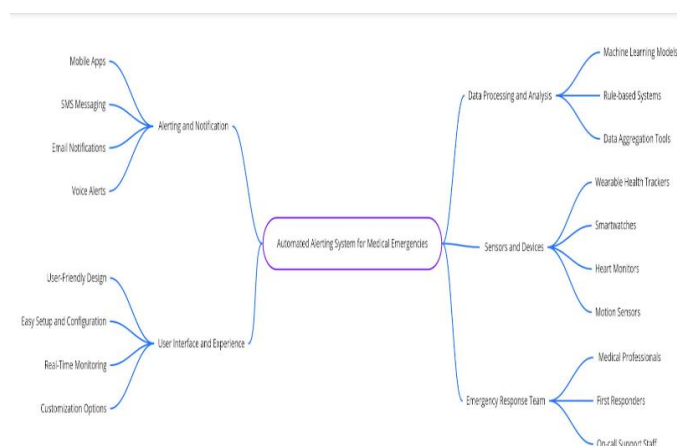 Mobile Apps
SMS Messaging
Email Notifications
Voice Alerts
Alerting and Notification
User-Friendly Design
Easy Setup and Configuration
Real-Time Monitoring
Customization Options
User Interface and Experience
Automated Alerting System for Medical Emergencies
Data Processing and Analysis
Machine Learning Models
Rule-based Systems
Data Aggregation Tools
Sensors and Devices
Wearable Health Trackers
Smartwatches
Heart Monitors
Motion Sensors
Emergency Response Team
Medical Professionals
First Responders
On-call Support Staff